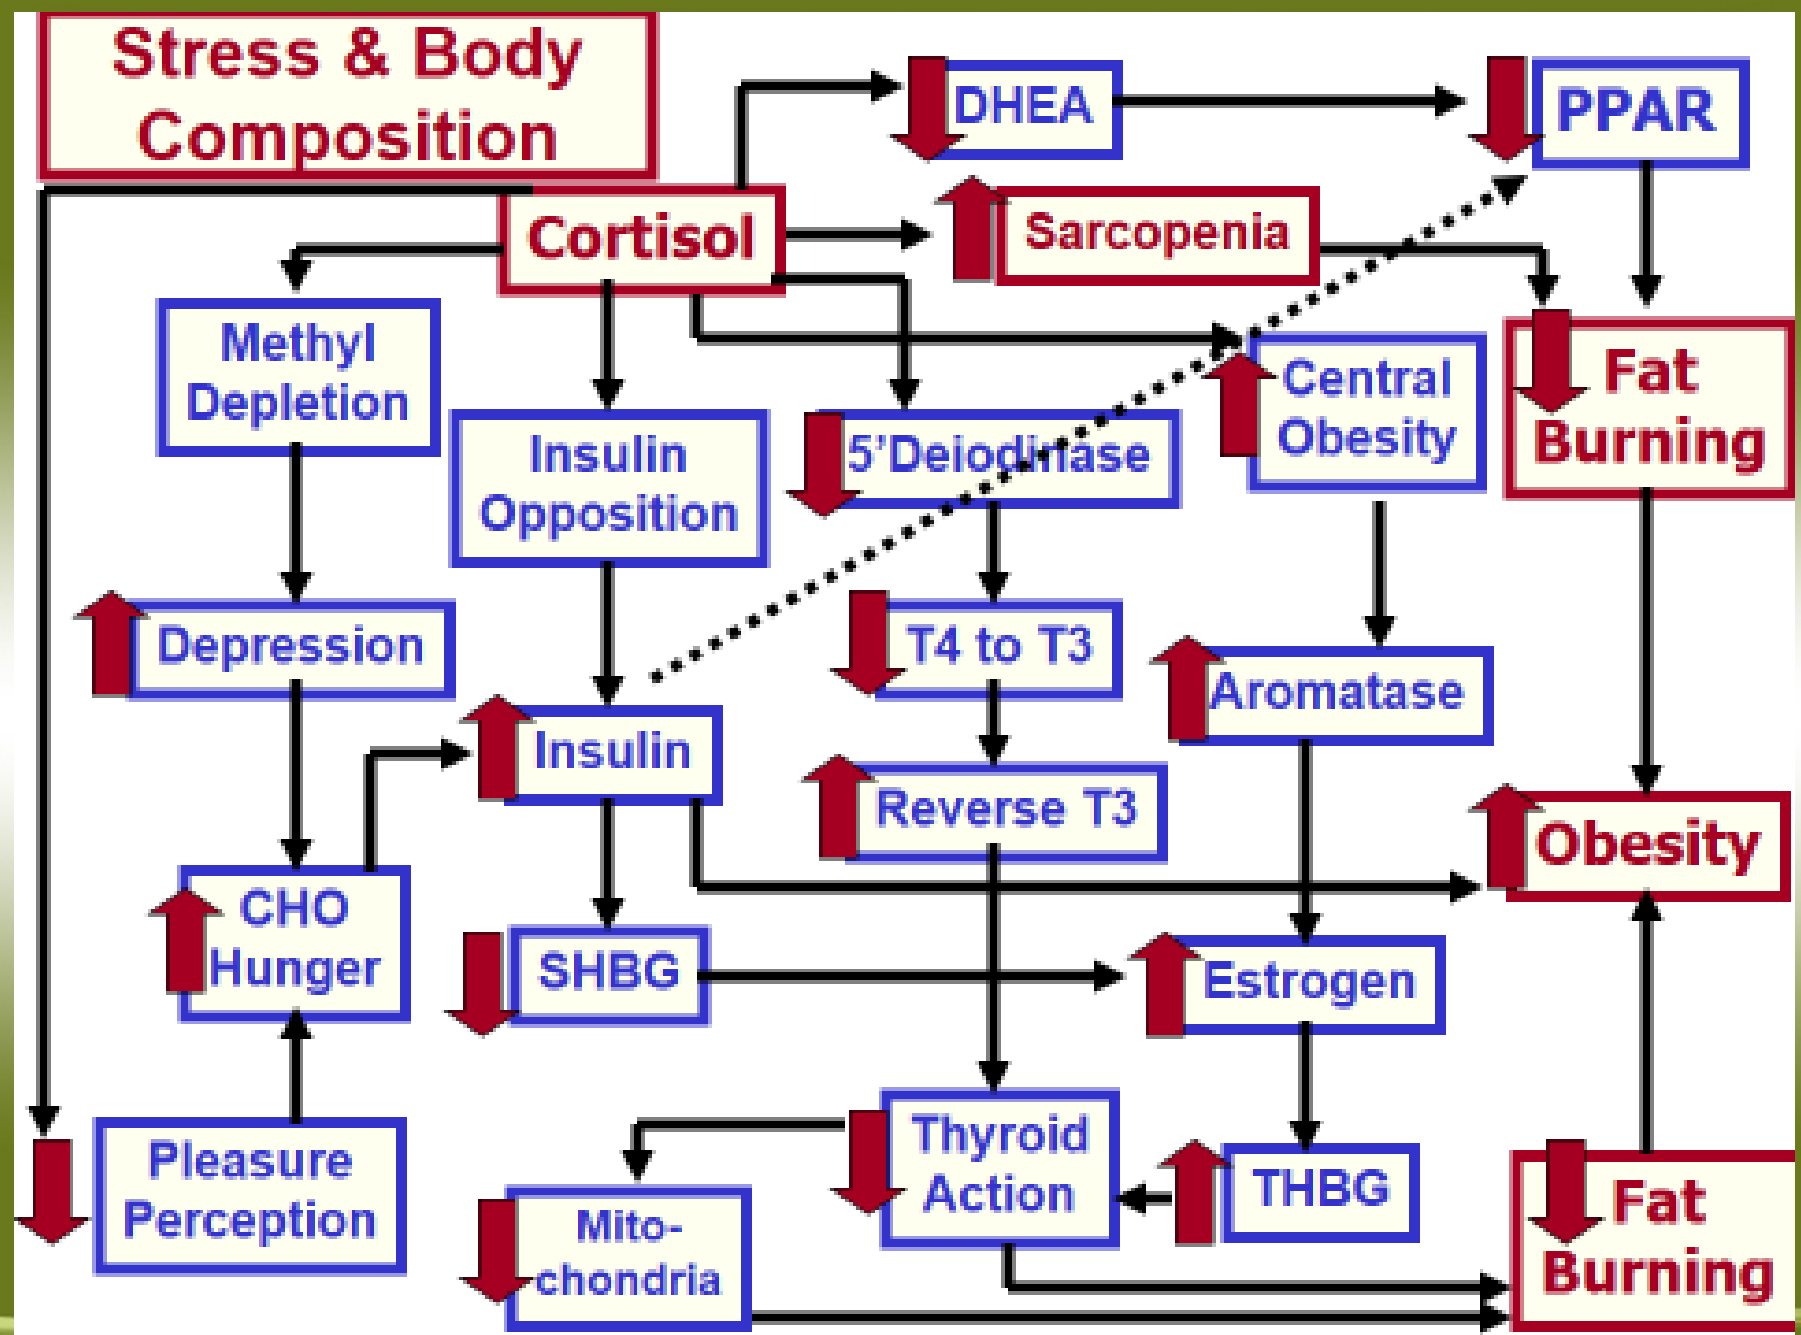 Stress & Body
Composition
DHEA
PPAR
Cortisol
Sarcopenia
Methyl
Depletion
Insulin
Opposition
5’Deiodinase
Central
Obesity
Fat
Burning
Depression
T4 to T3
Aromatase
Insulin
Reverse T3
Obesity
CHO
Hunger
SHBG
Estrogen
Pleasure
Perception
Thyroid
Action
THBG
Mito-
chondria
Fat
Burning